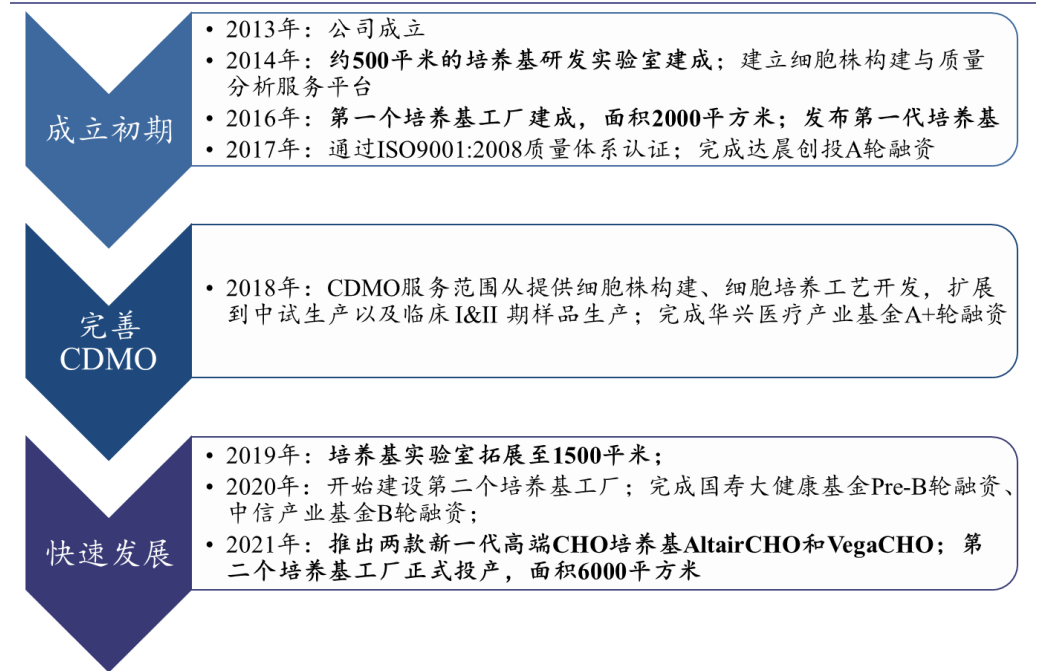 成立初期
• 2013年：公司成立
• 2014年：约500平米的培养基研发实验室建成；建立细胞株构建与质量
分析服务平台
• 2016年：第一个培养基工厂建成，面积2000平方米；发布第一代培养基
• 2017年：通过ISO9001:2008质量体系认证；完成达晨创投A轮融资
完善
CDMO
• 2018年：CDMO服务范围从提供细胞株构建、细胞培养工艺开发，扩展
到中试生产以及临床I&II 期样品生产；完成华兴医疗产业基金A+轮融资
快速发展
• 2019年：培养基实验室拓展至1500平米；
• 2020年：开始建设第二个培养基工厂；完成国寿大健康基金Pre-B轮融资、
中信产业基金B轮融资；
• 2021年：推出两款新一代高端CHO培养基AltairCHO和VegaCHO；第
二个培养基工厂正式投产，面积6000平方米